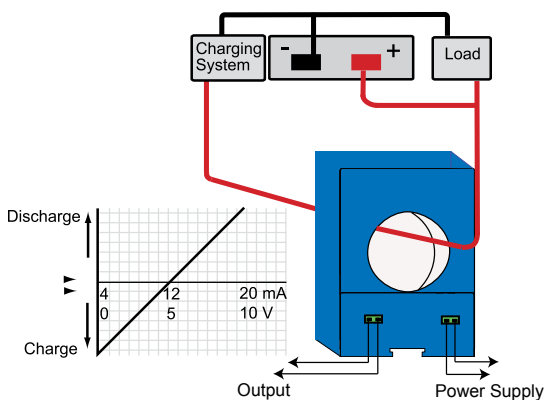 Charging
System
-
+
Load
Discharge
4 12 20 mA
0 5 10 V
Charge
Output
Power Supply